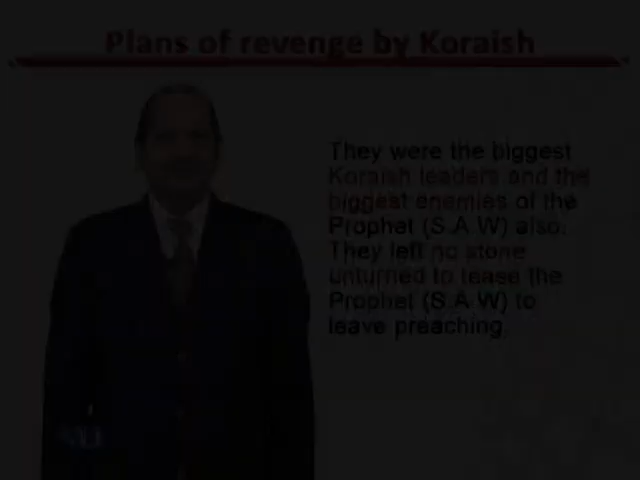 Plans of revenge by Koraish
They were the biggest
Koraish leaders and the
biggest enemies of the
Prophet (S.A.W) also.
They left no stone
unturned to tease the
Prophet (S.A.W) to
leave preaching.